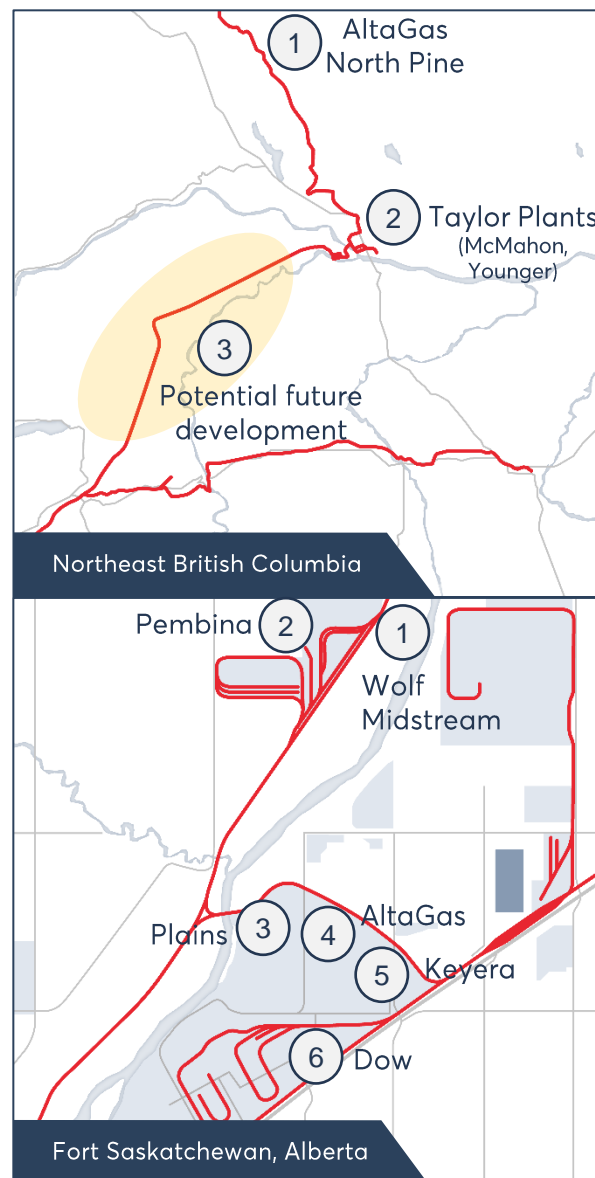 1
AltaGas
North Pine
2
Taylor Plants
(McMahon,
Younger)
3
Potential future
development
Northeast British Columbia
Pembina
2
1
Wolf
Midstream
Plains
3
4
AltaGas
5
Keyera
6
Dow
Fort Saskatchewan, Alberta